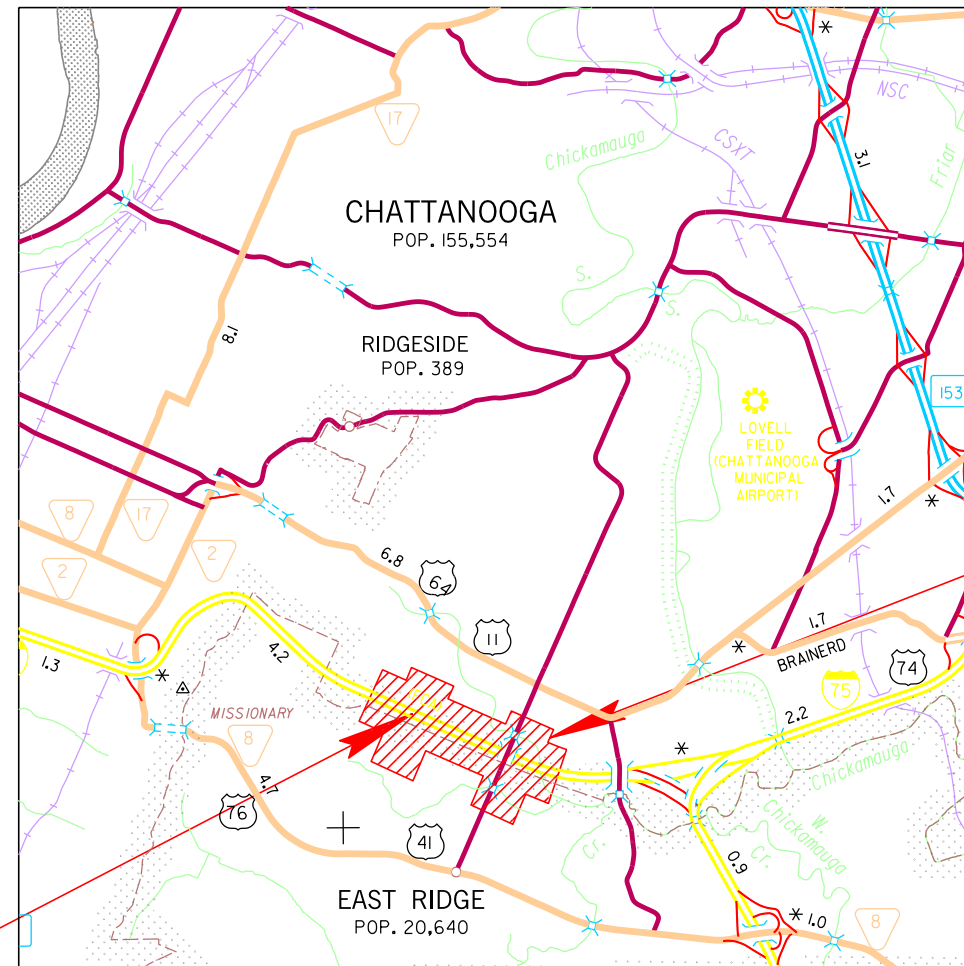 17
NSC
CSXT
3.1
Chickamauga
Friar
CHATTANOOGA
POP. 155,554
S.
S.
8.1
RIDGESIDE
POP. 389
153
LOVELL
FIELD
(CHATTANOOGA
MUNICIPAL
AIRPORT)
1.7
*
*
8
17
2
2
6.8
64
11
1.7
*
BRAINERD
74
75
1.3
*
4.2
2.2
MISSIONARY
8
*
Chickamauga
4.7
76
41
W.
Chickamauga
Cr.
Cr.
0.9
EAST RIDGE
POP. 20,640
* 1.0
8